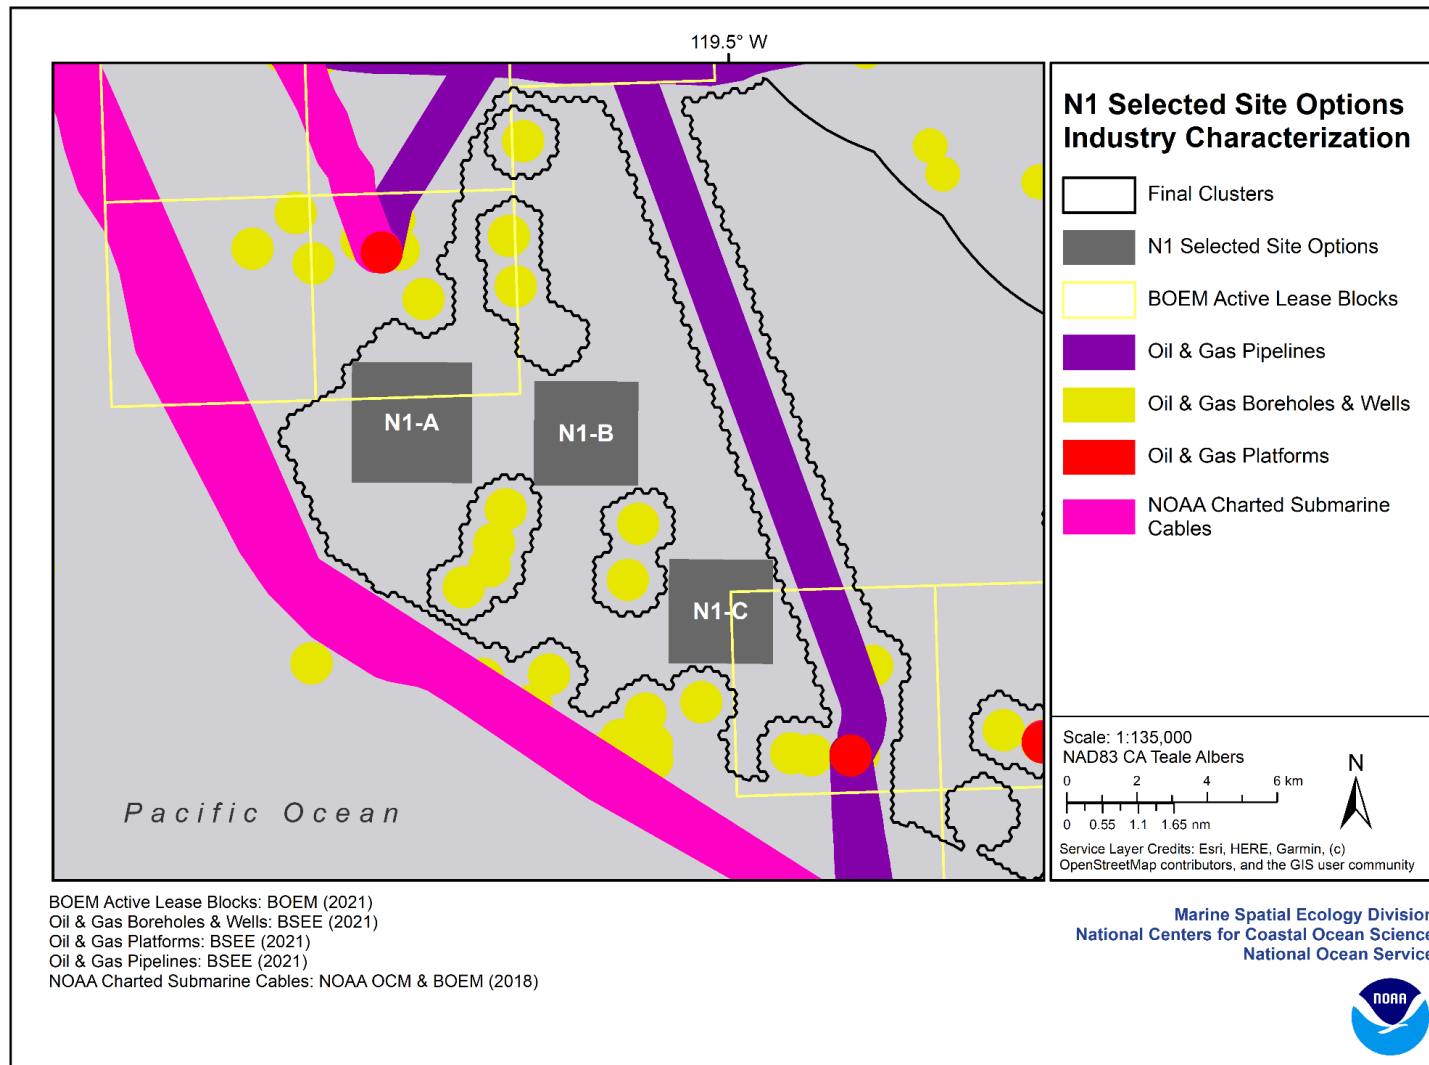 119.5° W
N1-A
N1-B
N1-C
Pacific Ocean
N1 Selected Site Options
Industry Characterization
Final Clusters
N1 Selected Site Options
BOEM Active Lease Blocks
Oil & Gas Pipelines
Oil & Gas Boreholes & Wells
Oil & Gas Platforms
NOAA Charted Submarine
Cables
Scale: 1:135,000
NAD83 CA Teale Albers
0 2 4 6 km
0 0.55 1.1 1.65 nm
N
Service Layer Credits: Esri, HERE, Garmin, (c)
OpenStreetMap contributors, and the GIS user community
BOEM Active Lease Blocks: BOEM (2021)
Oil & Gas Boreholes & Wells: BSEE (2021)
Oil & Gas Platforms: BSEE (2021)
Oil & Gas Pipelines: BSEE (2021)
NOAA Charted Submarine Cables: NOAA OCM & BOEM (2018)
Marine Spatial Ecology Division
National Centers for Coastal Ocean Science
National Ocean Service
NOAA